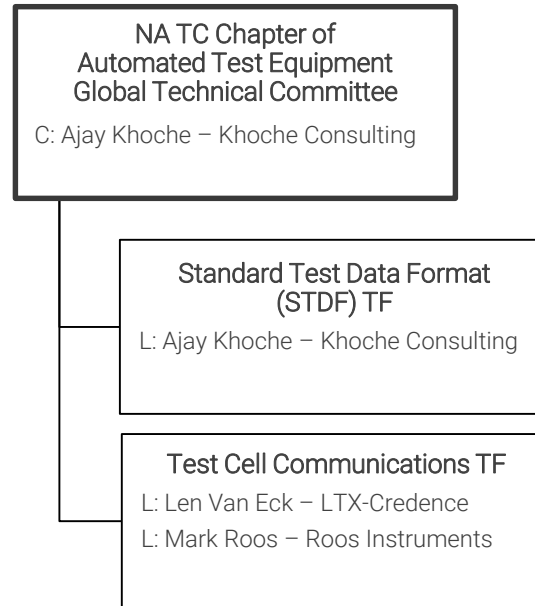 NA TC Chapter of
Automated Test Equipment
Global Technical Committee
C: Ajay Khoche – Khoche Consulting
Standard Test Data Format
(STDF) TF
L: Ajay Khoche – Khoche Consulting
Test Cell Communications TF
L: Len Van Eck – LTX-Credence
L: Mark Roos – Roos Instruments